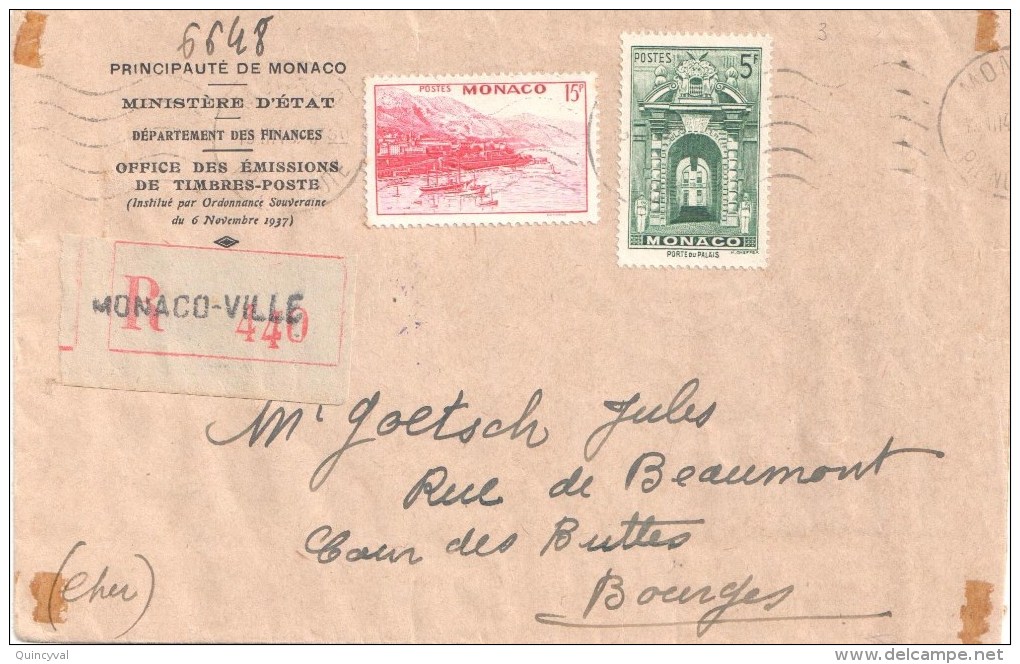 6648
3
PRINCIPAUTÉ DE MONACO
MINISTÈRE D'ÉTAT
DÉPARTEMENT DES FINANCES
OFFICE DES ÉMISSIONS
DE TIMBRES-POSTE
(Institué par Ordonnance Souveraine
du 6 Novembre 1937)
POSTES MONACO 15F
POSTES 5F
MONACO
PORTE DU PALAIS
R MONACO-VILLE
440
Mr Goetsch Jules
Rue de Beaumont
Cour des Buttes
Bourges
(Cher)
Quincyval
delcampe.net